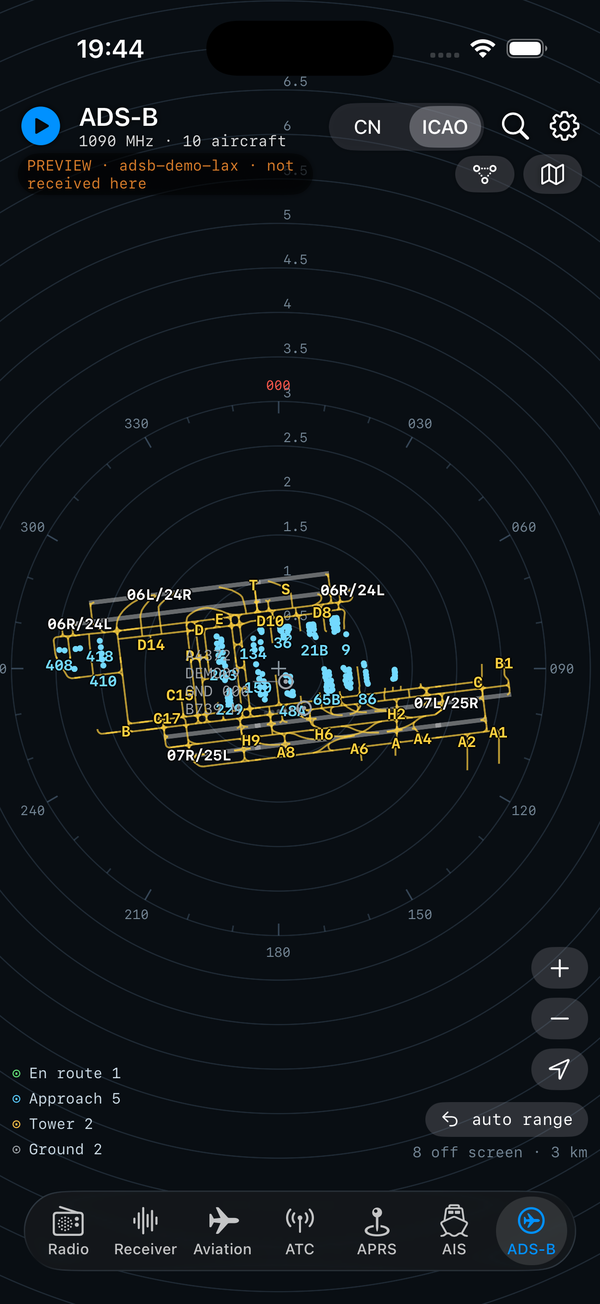 19:44
6.5
ADS-B
1090 MHz · 10 aircraft
6
CN
ICAO
PREVIEW · adsb-demo-lax · not
received here
5
4.5
4
3.5
000
3
330
030
2.5
2
300
1.5
060
1
06L/24R
T
S
06R/24L
06R/24L
D14
D
E
D10
D8
408
418
410
134
36
21B
9
B1
090
C15
229
48A
65B
86
C
07L/25R
B
C17
H2
07R/25L
H9
A8
H6
A6
A
A4
A2
A1
240
120
210
150
180
En route 1
Approach 5
Tower 2
Ground 2
auto range
8 off screen · 3 km
Radio
Receiver
Aviation
ATC
APRS
AIS
ADS-B